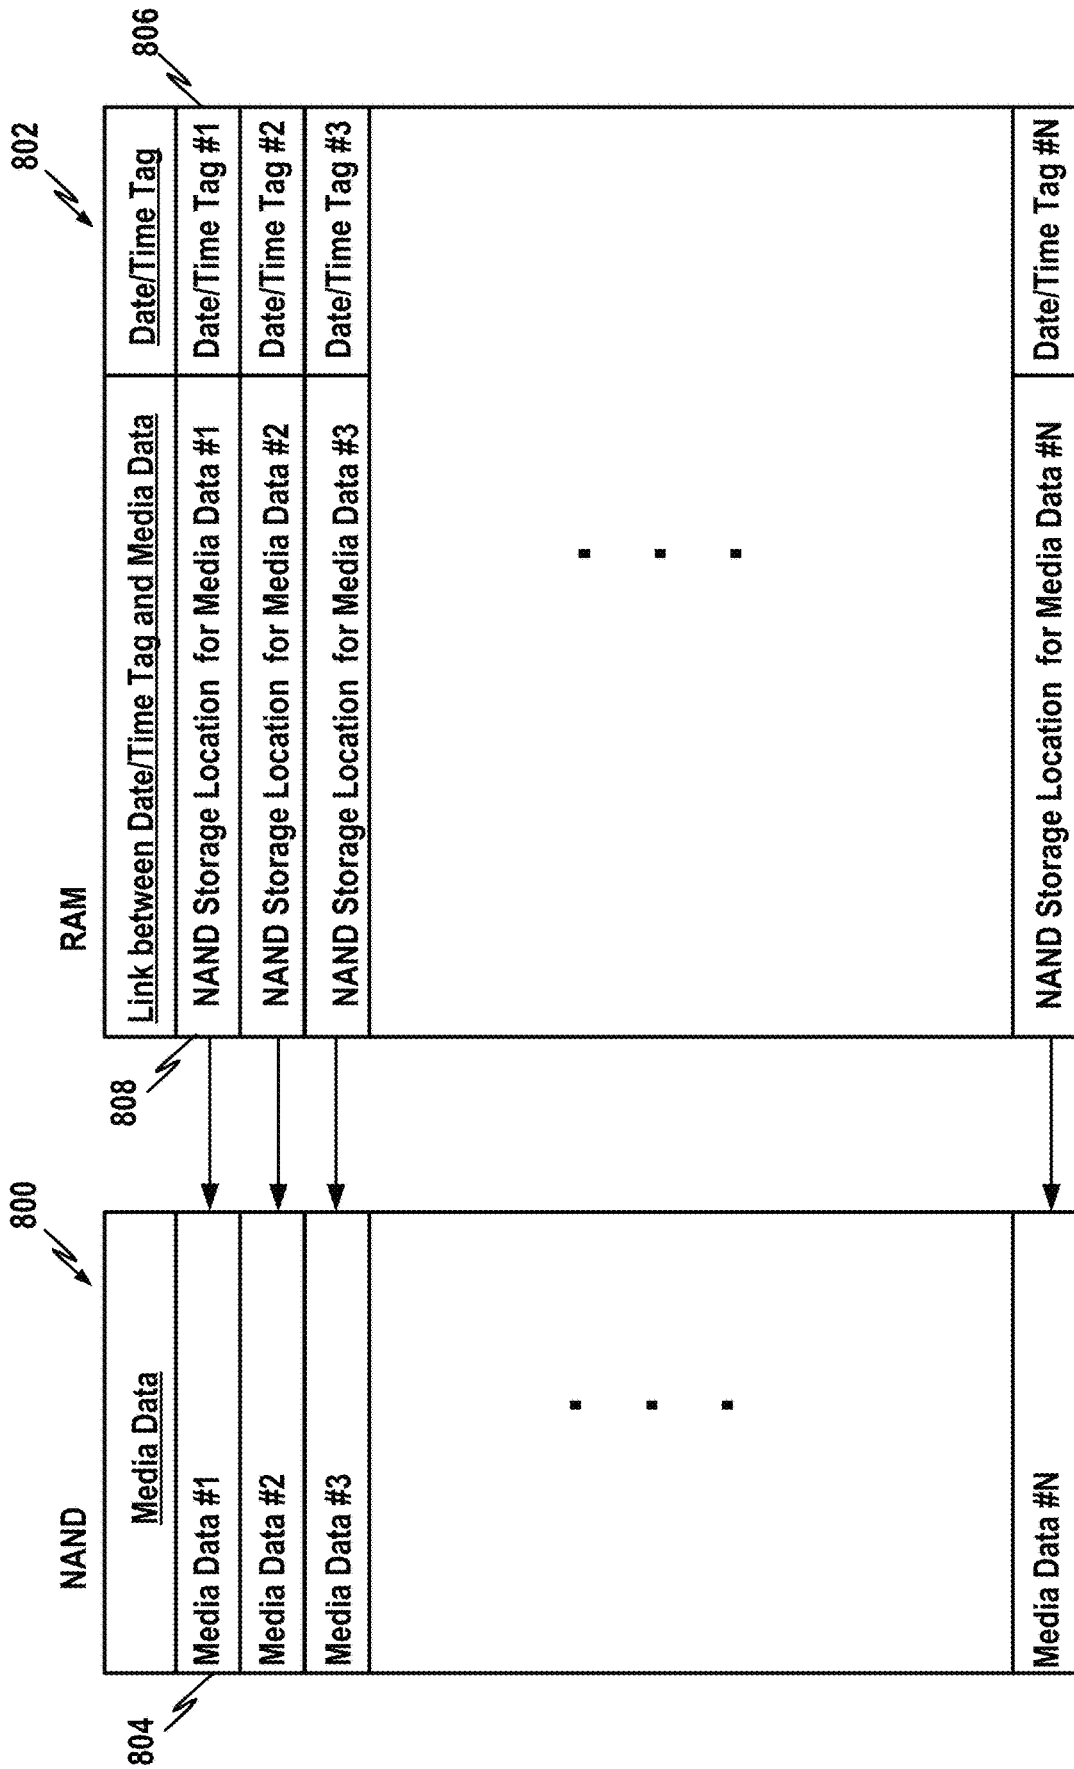 NAND
800
Media Data
804
Media Data #1
Media Data #2
Media Data #3
Media Data #N
RAM
802
Link between Date/Time Tag and Media Data
Date/Time Tag
808
806
NAND Storage Location for Media Data #1
Date/Time Tag #1
NAND Storage Location for Media Data #2
Date/Time Tag #2
NAND Storage Location for Media Data #3
Date/Time Tag #3
NAND Storage Location for Media Data #N
Date/Time Tag #N